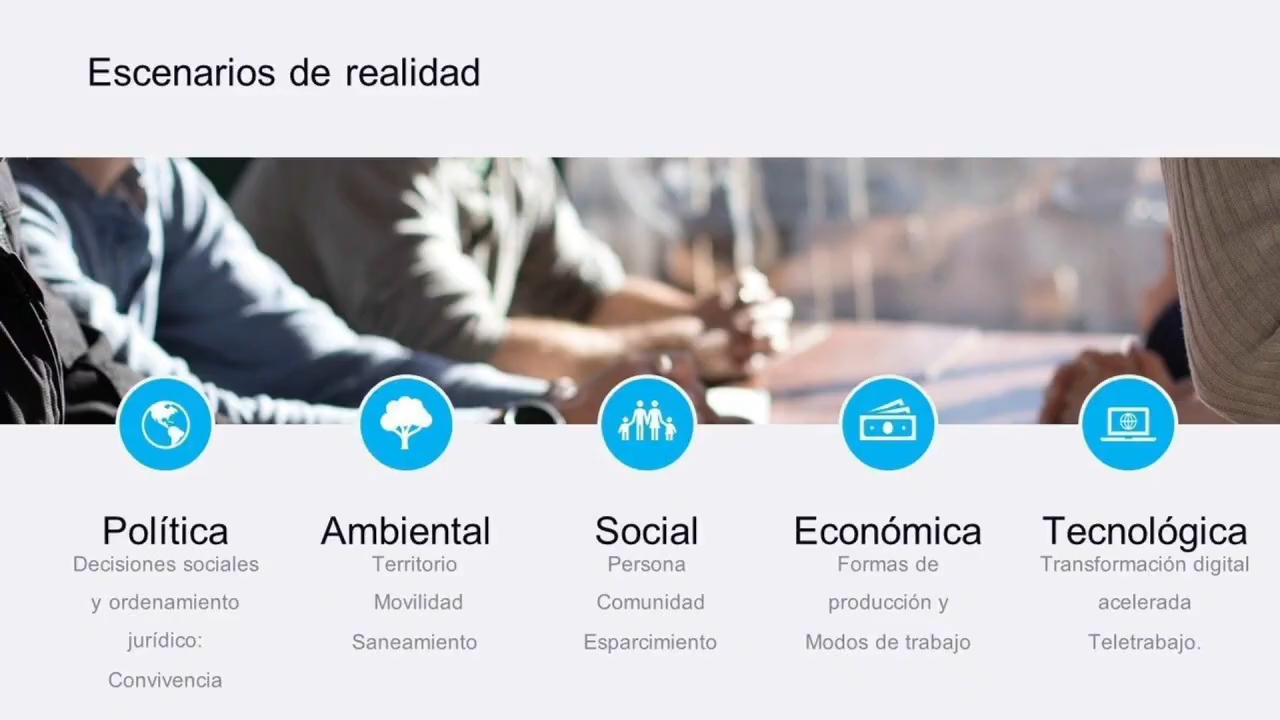 Escenarios de realidad
Política
Decisiones sociales
y ordenamiento
jurídico:
Convivencia
Ambiental
Territorio
Movilidad
Saneamiento
Social
Persona
Comunidad
Esparcimiento
Económica
Formas de
producción y
Modos de trabajo
Tecnológica
Transformación digital
acelerada
Teletrabajo.